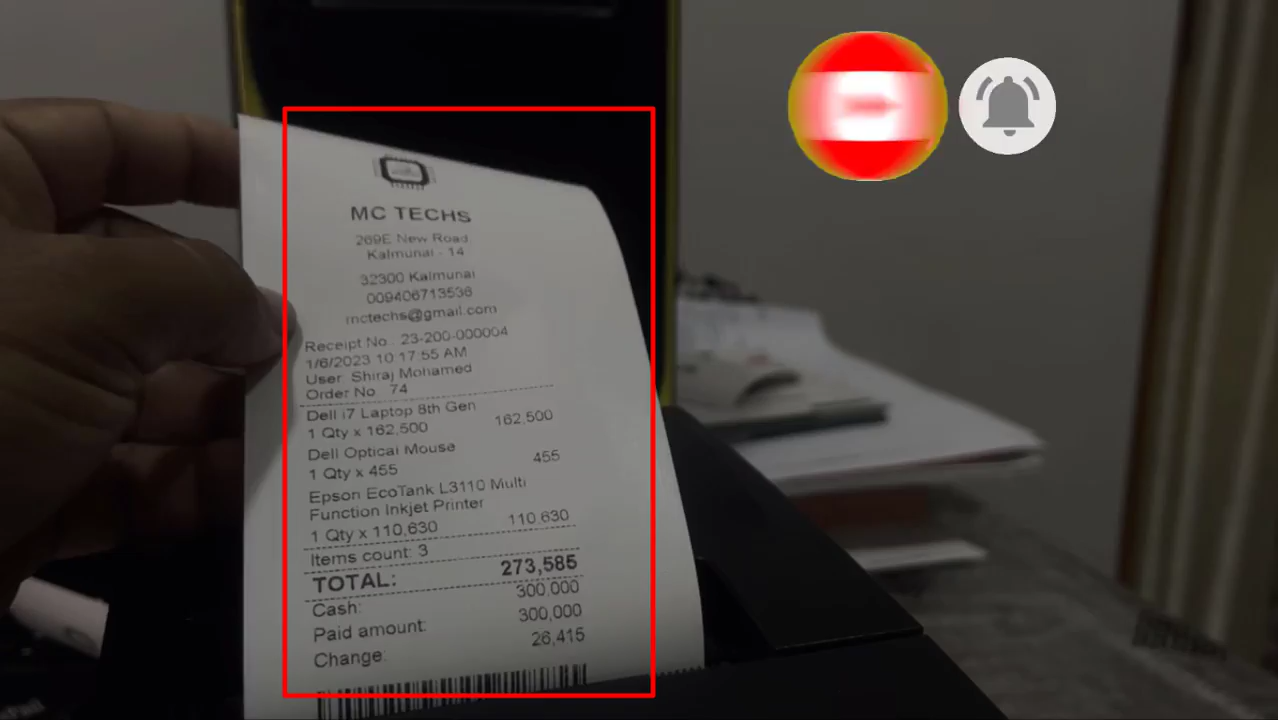 MC TECHS
269E New Road
Kalmunai - 14
32300 Kalmunai
009406713536
mctechs@gmail.com
Receipt No.: 23-200-000004
1/6/2023 10:17:55 AM
User: Shiraj Mohamed
Order No 74
Dell i7 Laptop 8th Gen
1 Qty x 162,500 162,500
Dell Optical Mouse
1 Qty x 455 455
Epson EcoTank L3110 Multi
Function Inkjet Printer
1 Qty x 110,630 110,630
Items count: 3
TOTAL: 273,585
Cash: 300,000
Paid amount: 300,000
Change: 26,415